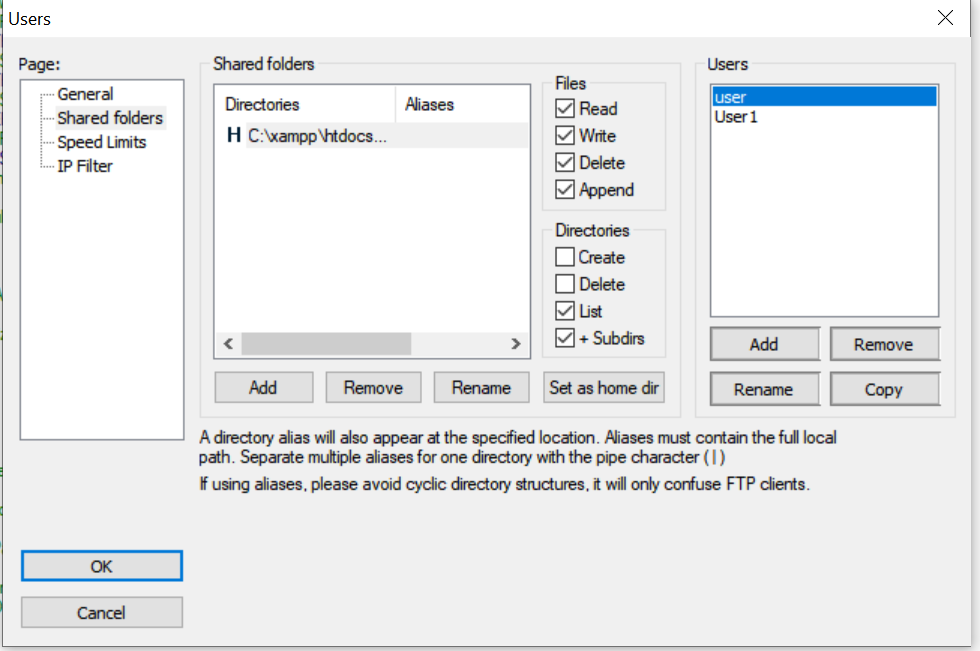 Users
Page:
General
Shared folders
Speed Limits
IP Filter
Shared folders
Directories Aliases
H C:\xampp\htdocs...
Add Remove Rename Set as home dir
Files
Read
Write
Delete
Append
Directories
Create
Delete
List
+ Subdirs
Users
user
User1
Add Remove
Rename Copy
A directory alias will also appear at the specified location. Aliases must contain the full local
path. Separate multiple aliases for one directory with the pipe character (|)
If using aliases, please avoid cyclic directory structures, it will only confuse FTP clients.
OK
Cancel